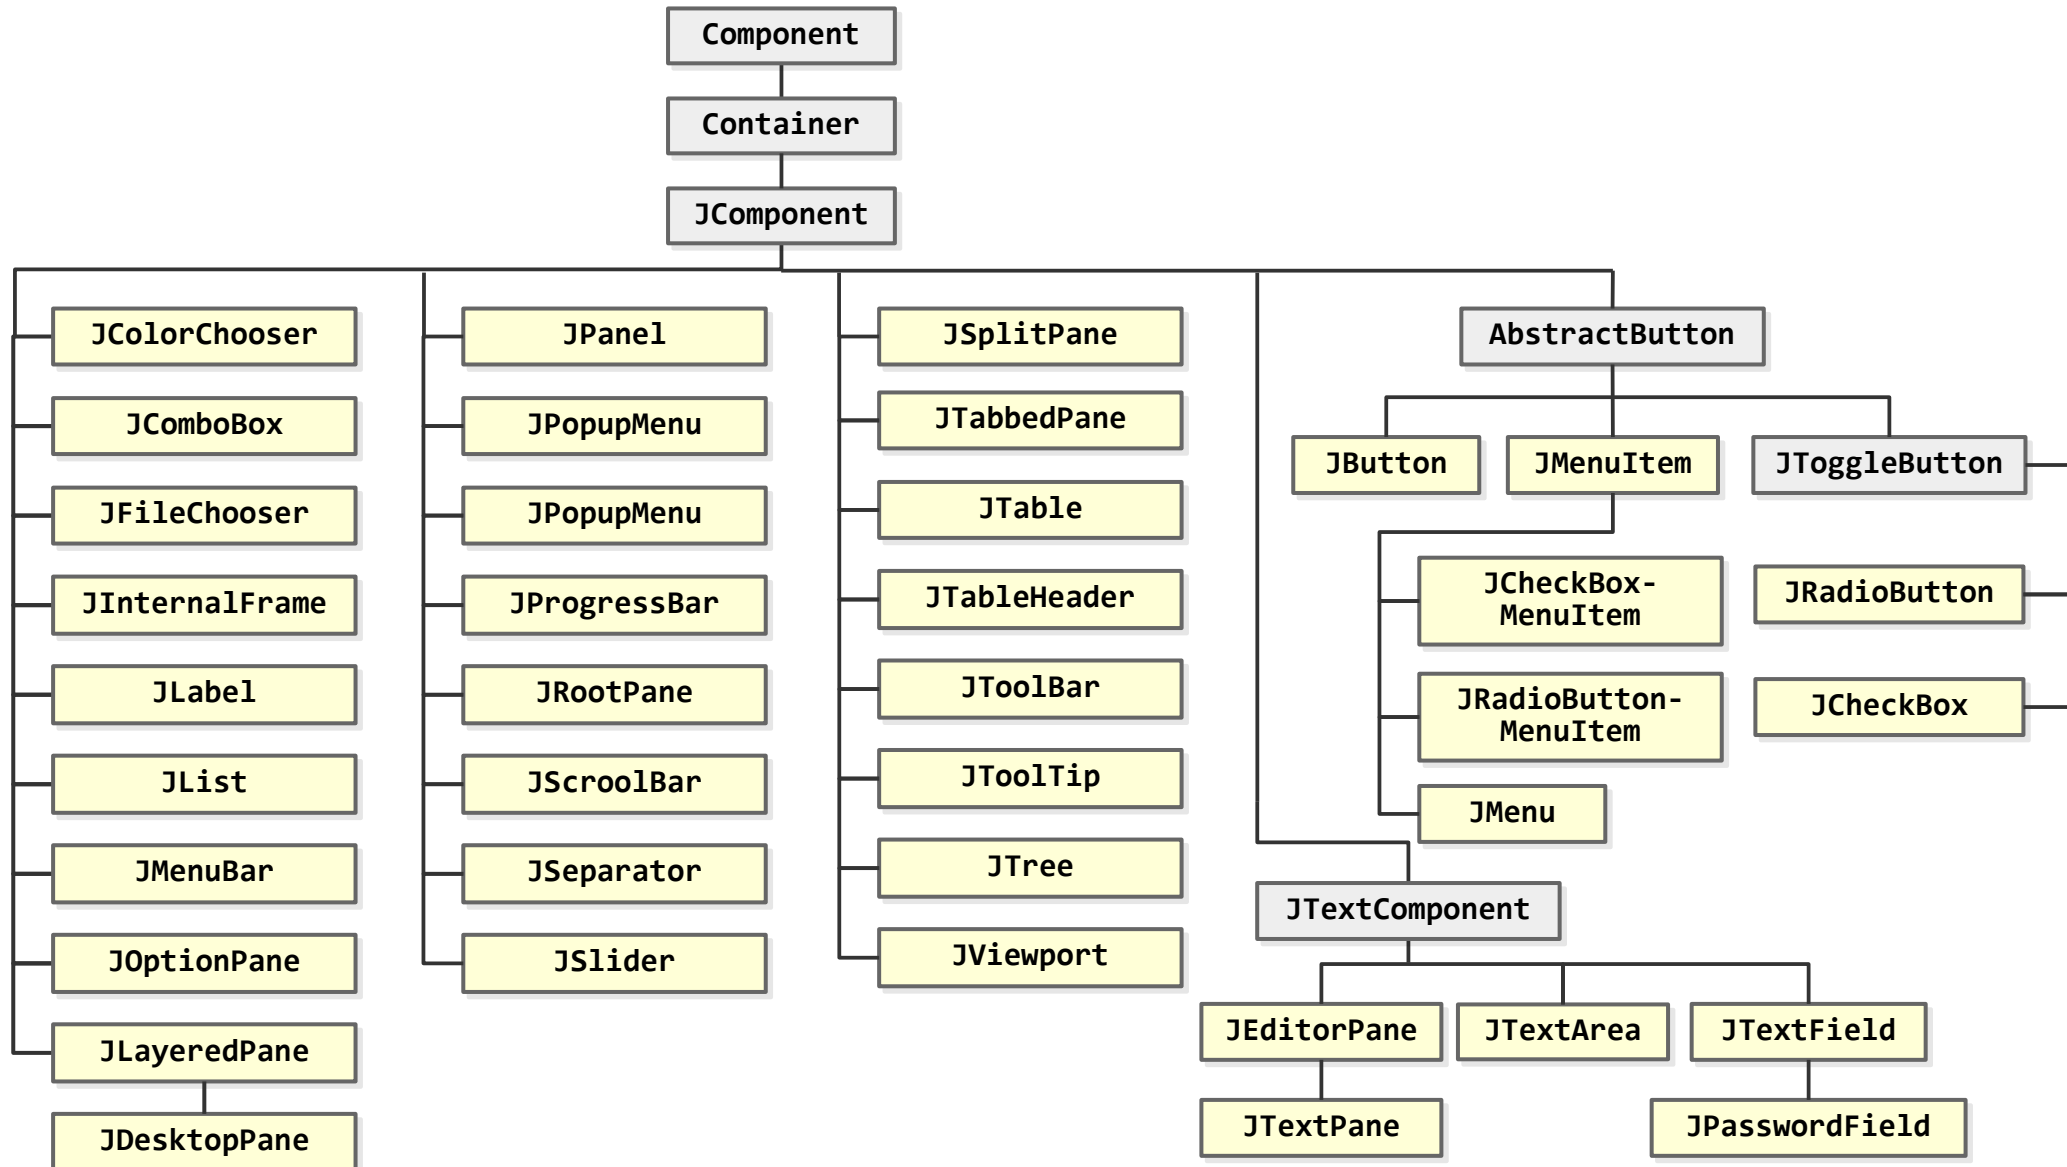 Component
Container
JComponent
JColorChooser
JComboBox
JFileChooser
JInternalFrame
JLabel
JList
JMenuBar
JOptionPane
JLayeredPane
JDesktopPane
JPanel
JPopupMenu
JPopupMenu
JProgressBar
JRootPane
JScroolBar
JSeparator
JSlider
JSplitPane
JTabbedPane
JTable
JTableHeader
JToolBar
JToolTip
JTree
JViewport
AbstractButton
JButton
JMenuItem
JToggleButton
JCheckBox-
MenuItem
JRadioButton-
MenuItem
JMenu
JRadioButton
JCheckBox
JTextComponent
JEditorPane
JTextArea
JTextField
JTextPane
JPasswordField